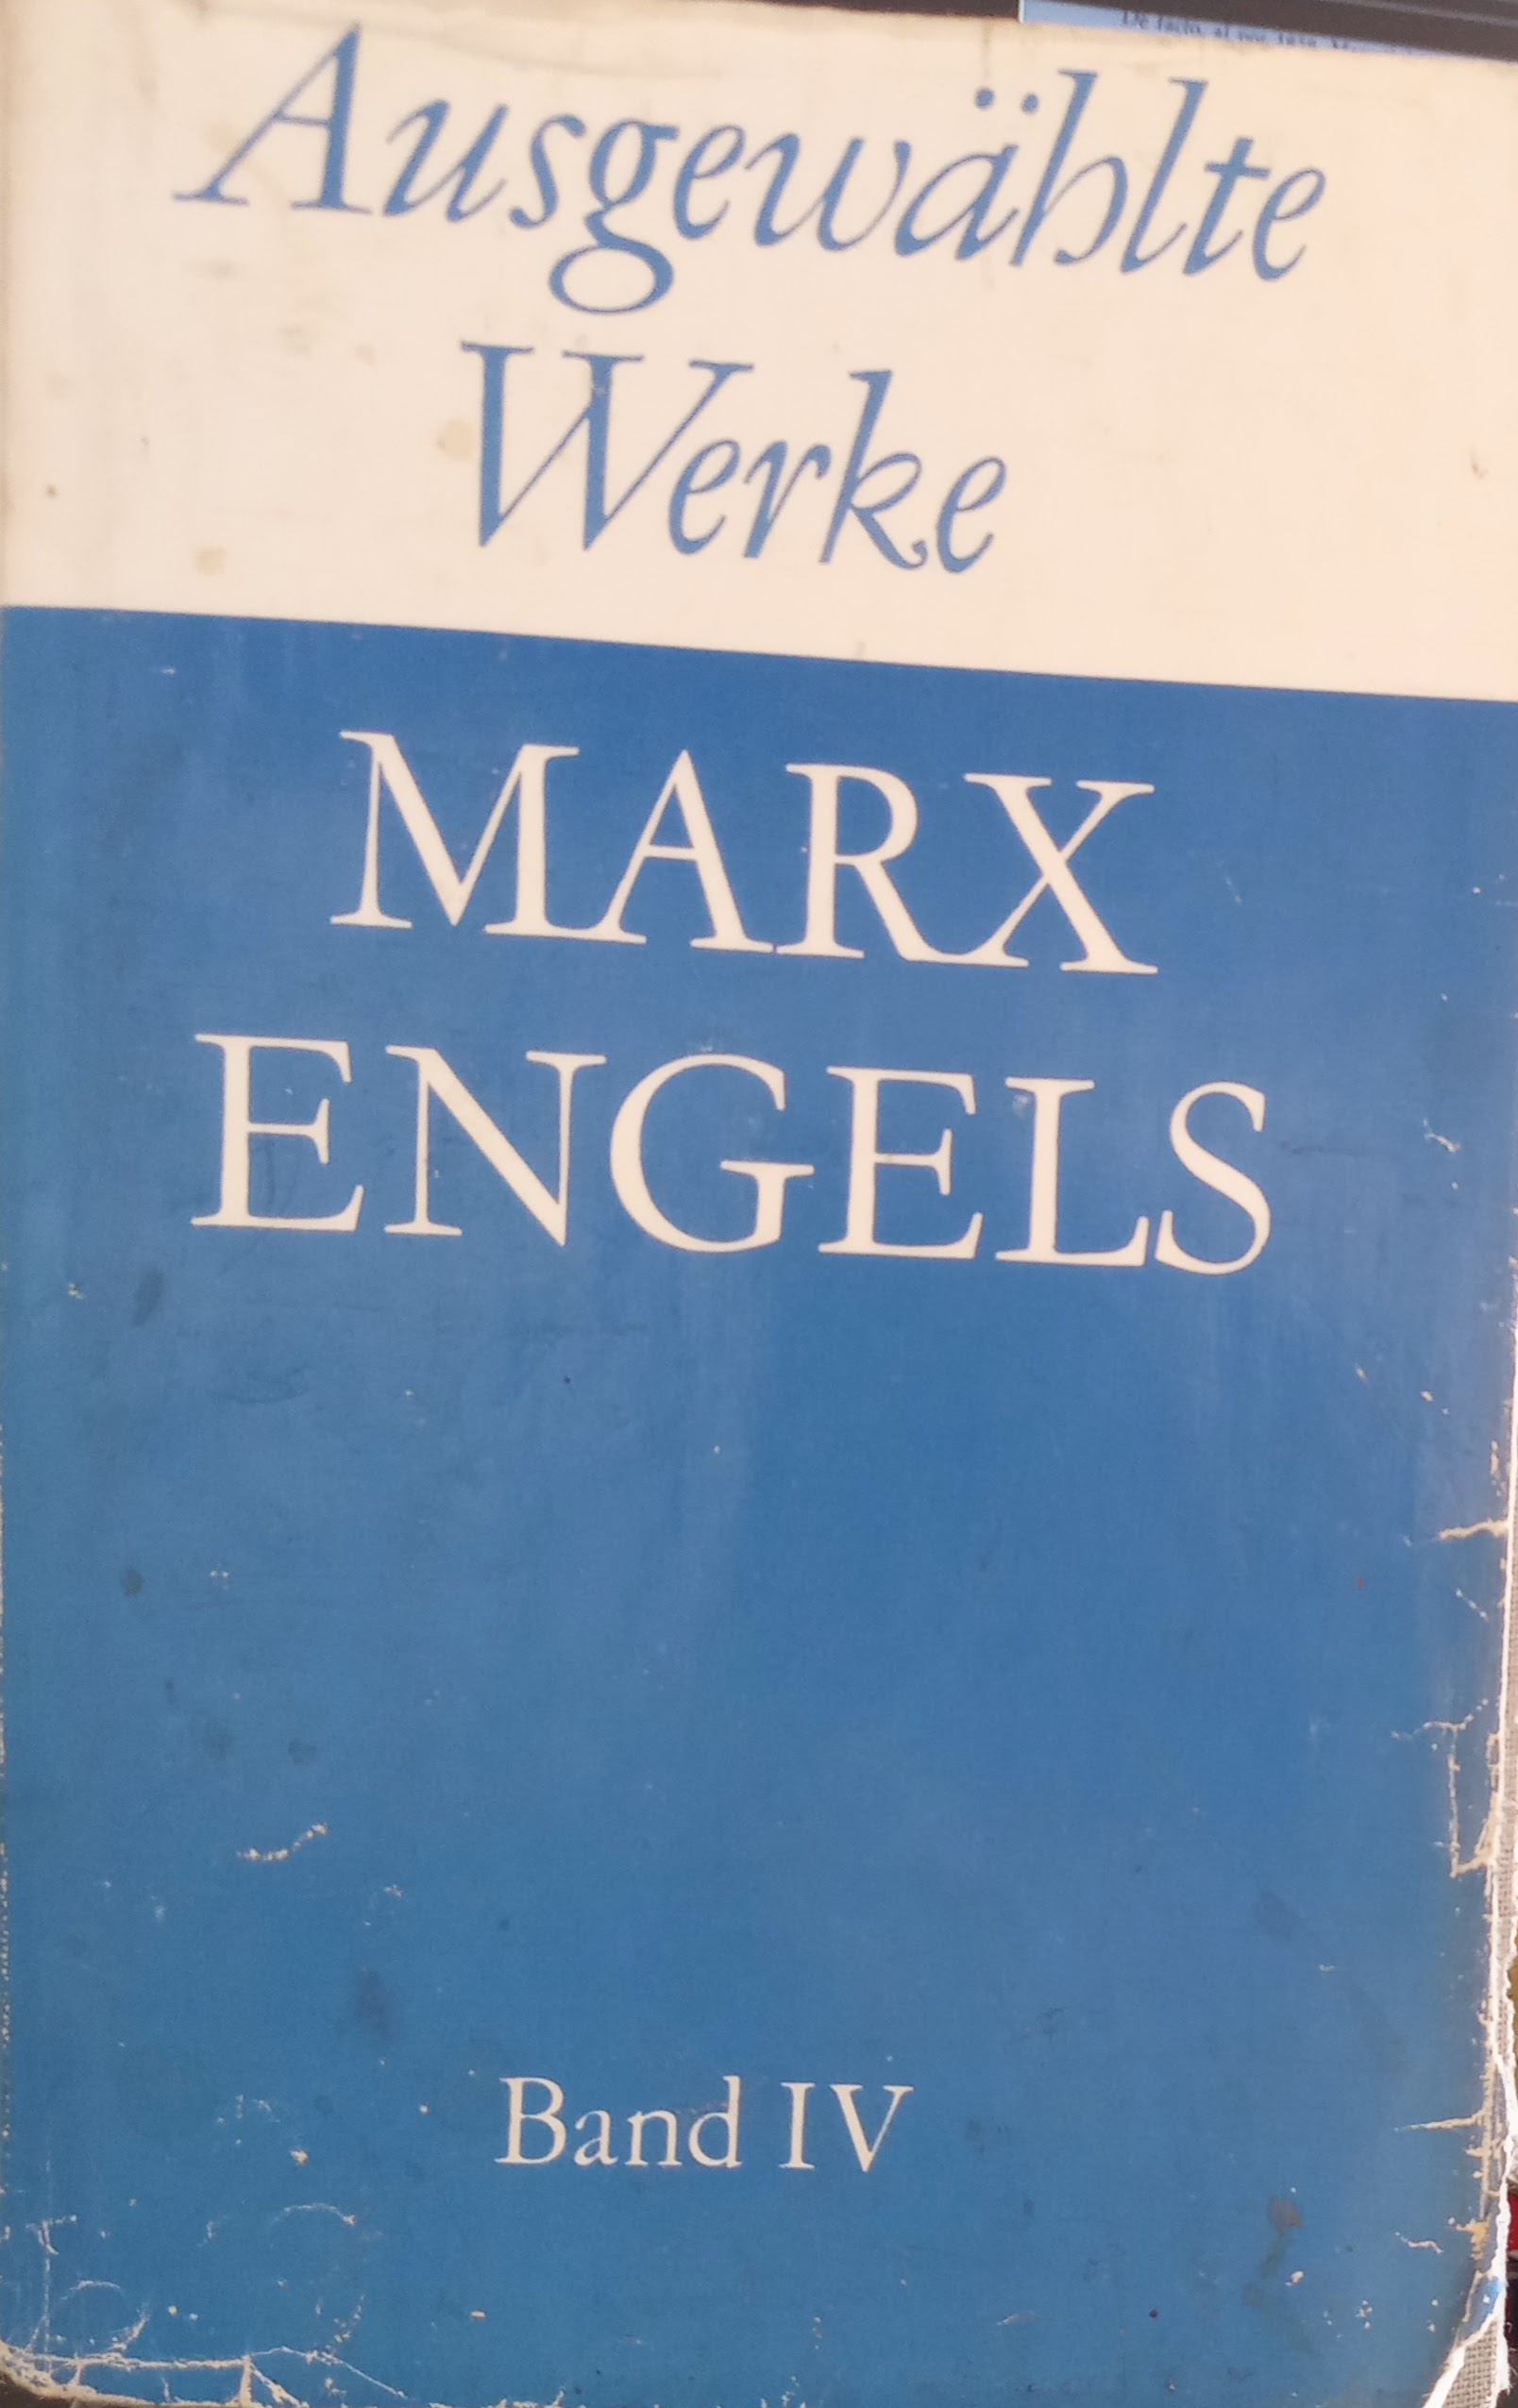 Ausgewählte
Werke
MARX
ENGELS
Band IV